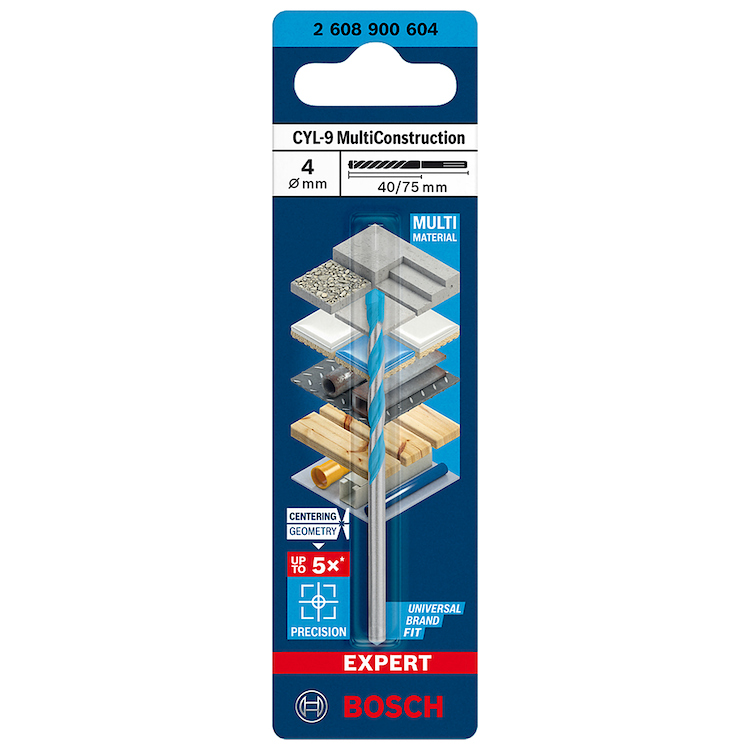 2 608 900 604
CYL-9 MultiConstruction
4
Ø mm
40/75 mm
MULTI
MATERIAL
CENTERING
GEOMETRY
UP TO 5×*
PRECISION
UNIVERSAL
BRAND
FIT
EXPERT
BOSCH